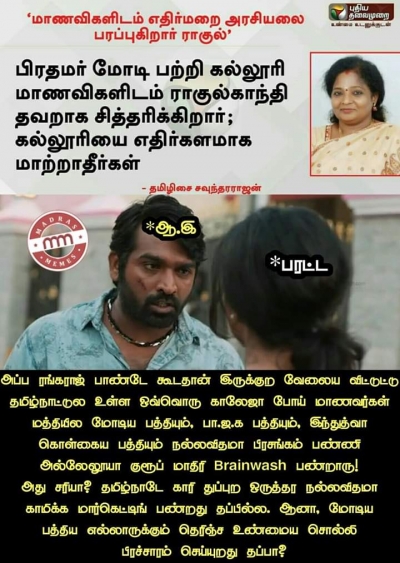 'மாணவிகளிடம் எதிர்மறை அரசியலை
பரப்புகிறார் ராகுல்'
புதிய
தலைமுறை
உண்மை உடனுக்குடன்
பிரதமர் மோடி பற்றி கல்லூரி
மாணவிகளிடம் ராகுல்காந்தி
தவறாக சித்தரிக்கிறார்;
கல்லூரியை எதிர்களமாக
மாற்றாதீர்கள்
- தமிழிசை சவுந்தரராஜன்
MADRAS
MEMES
*ஆ.இ
*பரட்ட
அப்ப ரங்கராஜ் பாண்டே கூடதான் இருக்குற வேலைய விட்டுட்டு
தமிழ்நாட்டுல உள்ள ஒவ்வொரு காலேஜா போய் மாணவர்கள்
மத்தியில மோடிய பத்தியும், பா.ஜ.க பத்தியும், இந்துத்வா
கொள்கைய பத்தியும் நல்லவிதமா பிரசங்கம் பண்ணி
அல்லேலூயா குரூப் மாதிரி Brainwash பண்றாரு!
அது சரியா? தமிழ்நாடே காரி துப்புற ஒருத்தர நல்லவிதமா
காமிக்க மார்கெட்டிங் பண்றது தப்பில்ல. ஆனா, மோடிய
பத்திய எல்லாருக்கும் தெரிஞ்ச உண்மைய சொல்லி
பிரச்சாரம் செய்யுறது தப்பா?